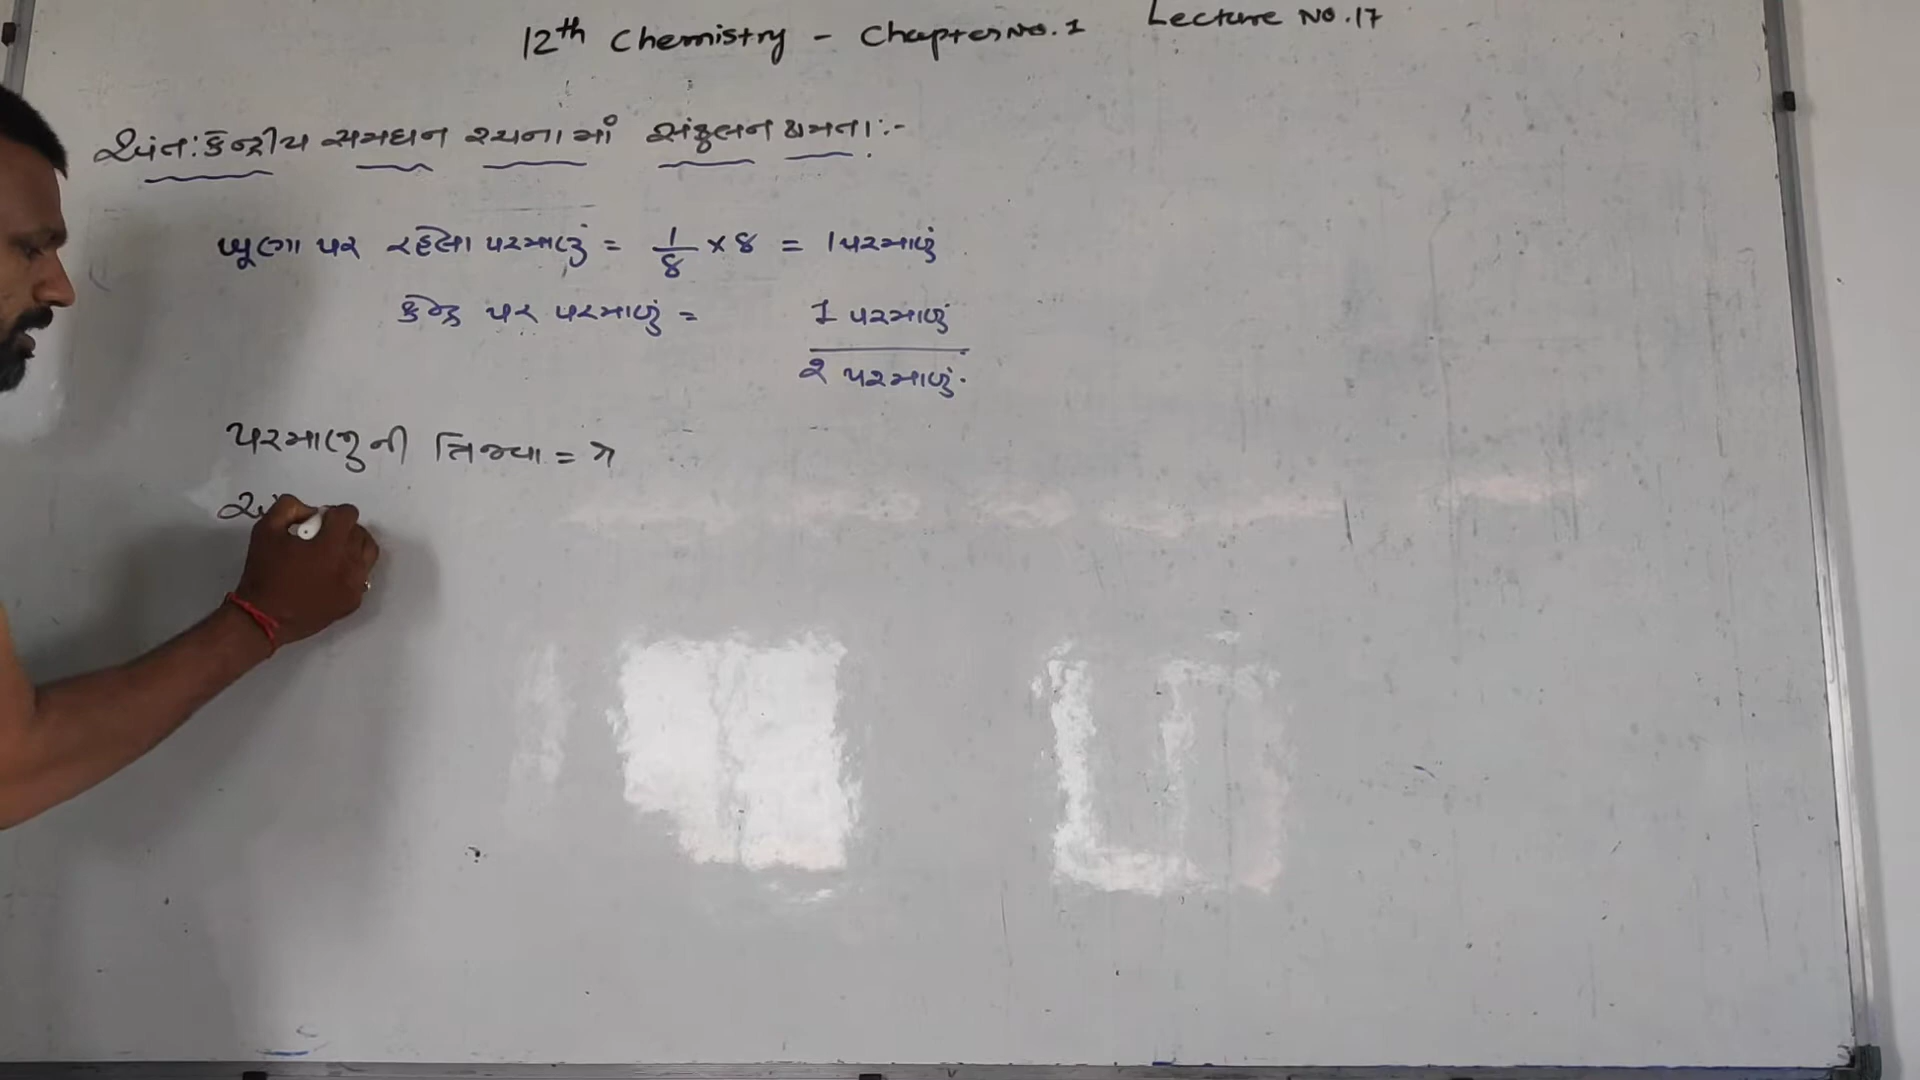 12th Chemistry - Chapter No. 1 Lecture No. 17
અંત:કેન્દ્રીય સમઘન રચનામાં સંકુલન ક્ષમતા:-
ખૂણા પર રહેલા પરમાણું = 1/8 × 8 = 1 પરમાણું
કેન્દ્ર પર પરમાણું = 1 પરમાણું
2 પરમાણું.
પરમાણુની ત્રિજ્યા = r